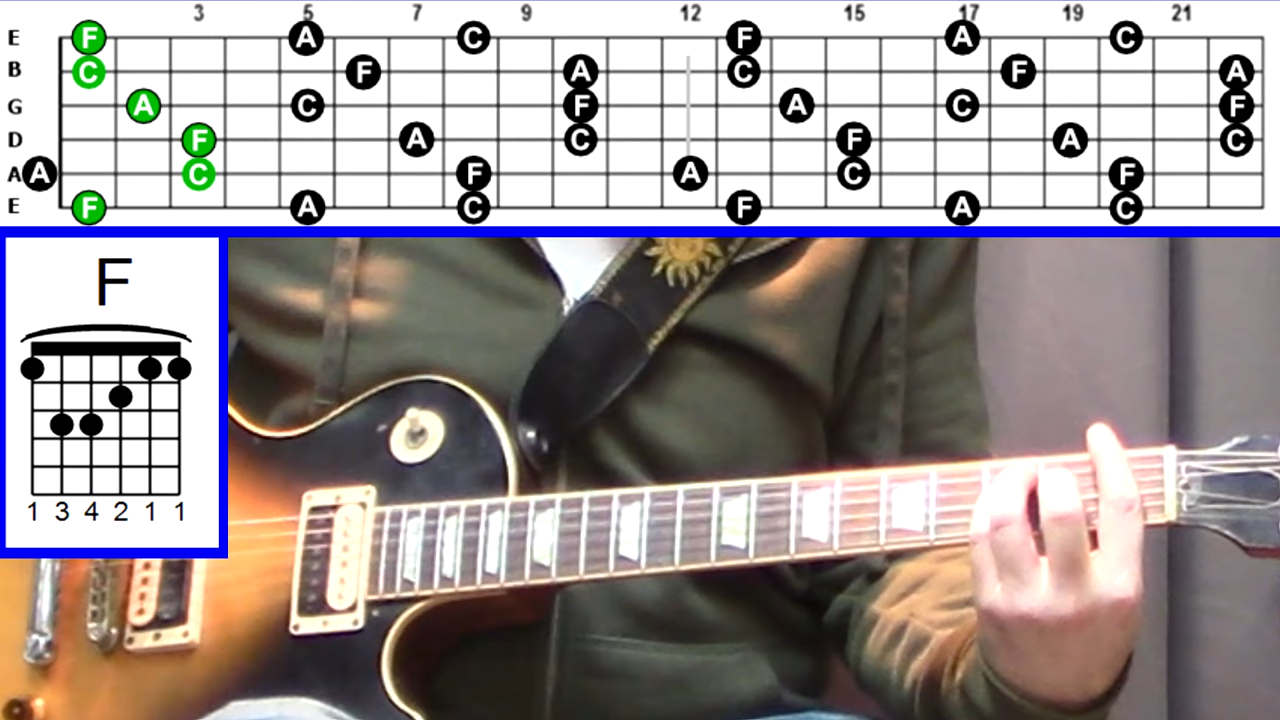 3 5 7 9 12 15 17 19 21
E F A C F A C
B C F A C F A
G A C F A C F
D F A C F A C
A A C F A C F
E F A C F A C
F
1 3 4 2 1 1